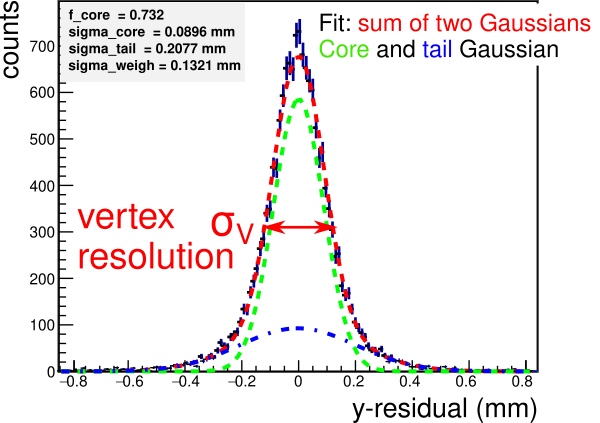 counts
f_core = 0.732
sigma_core = 0.0896 mm
sigma_tail = 0.2077 mm
sigma_weigh = 0.1321 mm
Fit: sum of two Gaussians
Core and tail Gaussian
700
600
500
400
300
200
100
0
vertex
resolution
σV
-0.8 -0.6 -0.4 -0.2 0 0.2 0.4 0.6 0.8
y-residual (mm)